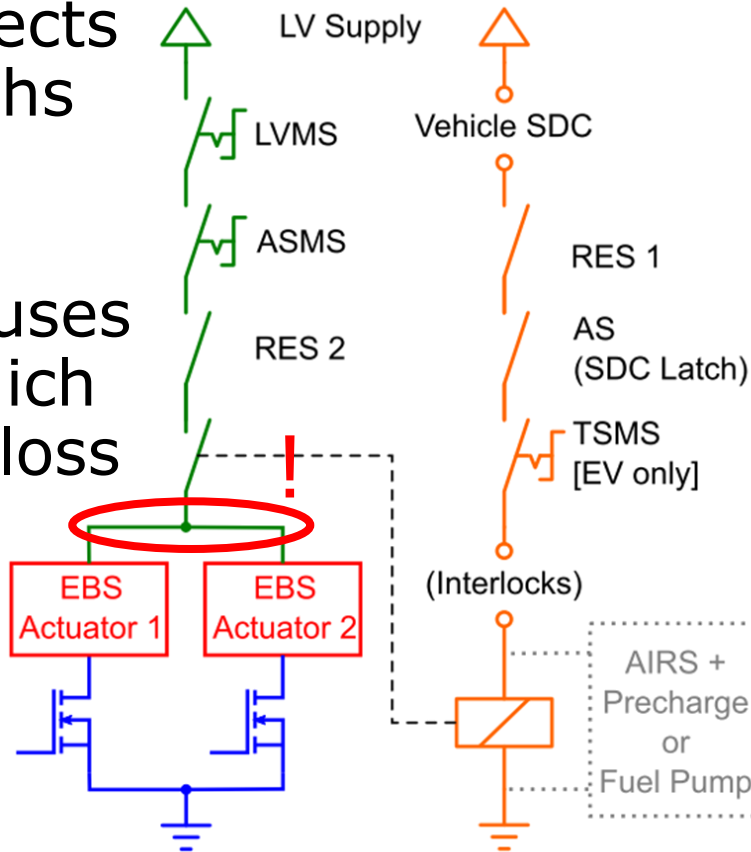 ects
hs
uses
ich
loss
LV Supply
LVMS
ASMS
RES 2
!
EBS
Actuator 1
EBS
Actuator 2
Vehicle SDC
RES 1
AS
(SDC Latch)
TSMS
[EV only]
(Interlocks)
AIRS +
Precharge
or
Fuel Pump